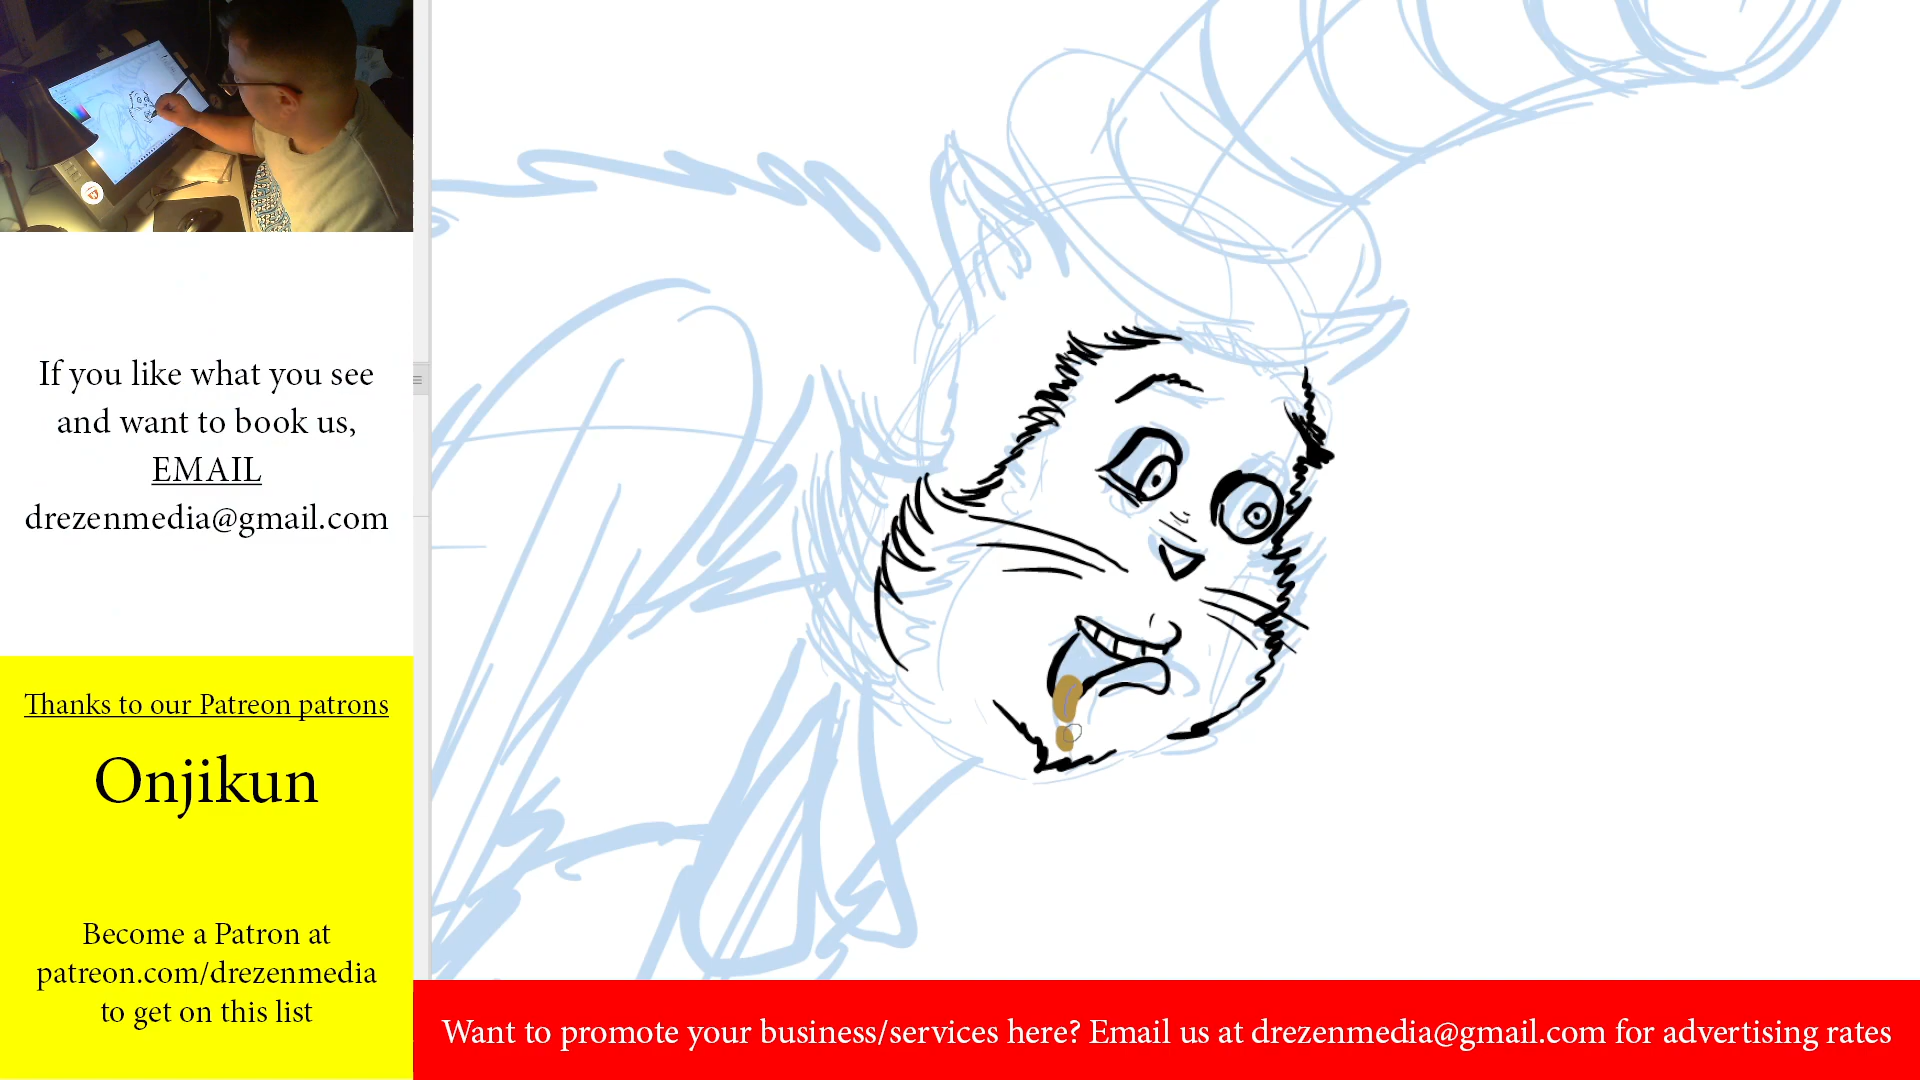 If you like what you see
and want to book us,
EMAIL
drezenmedia@gmail.com
Thanks to our Patreon patrons
Onjikun
Become a Patron at
patreon.com/drezenmedia
to get on this list
Want to promote your business/services here? Email us at drezenmedia@gmail.com for advertising rates